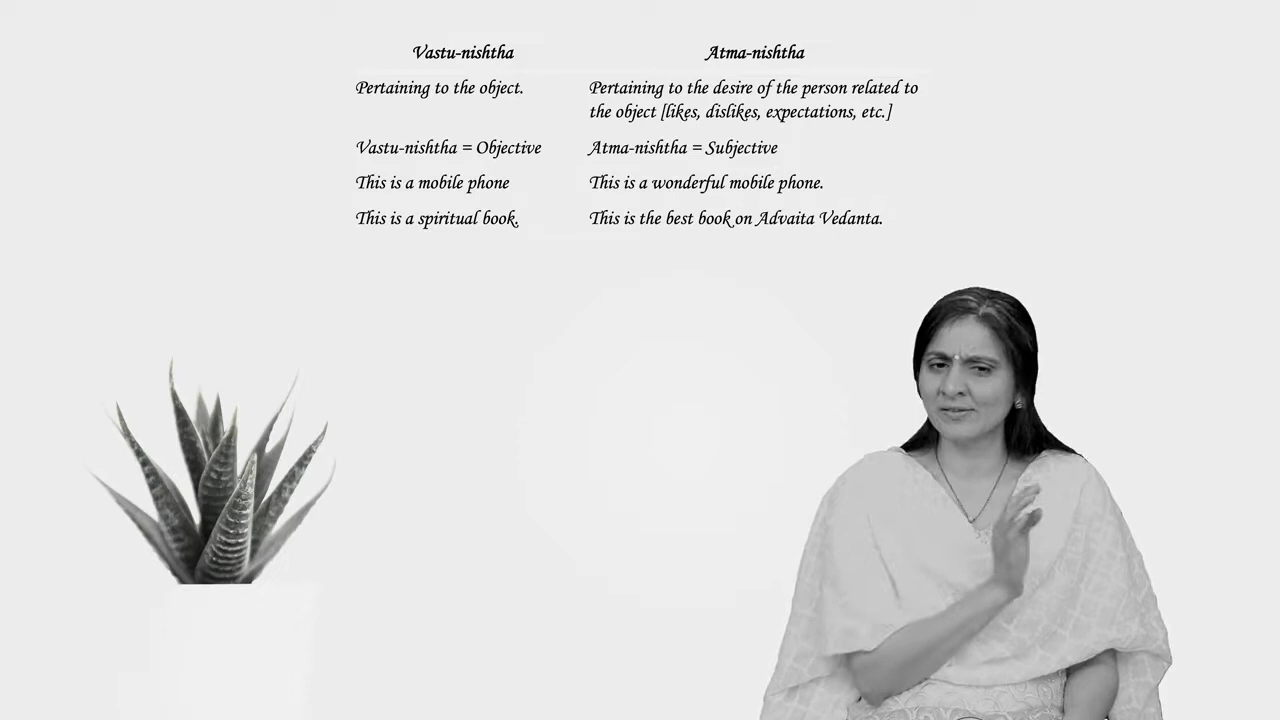 Vastu-nishtha Atma-nishtha
Pertaining to the object. Pertaining to the desire of the person related to
the object [likes, dislikes, expectations, etc.]
Vastu-nishtha = Objective Atma-nishtha = Subjective
This is a mobile phone This is a wonderful mobile phone.
This is a spiritual book. This is the best book on Advaita Vedanta.